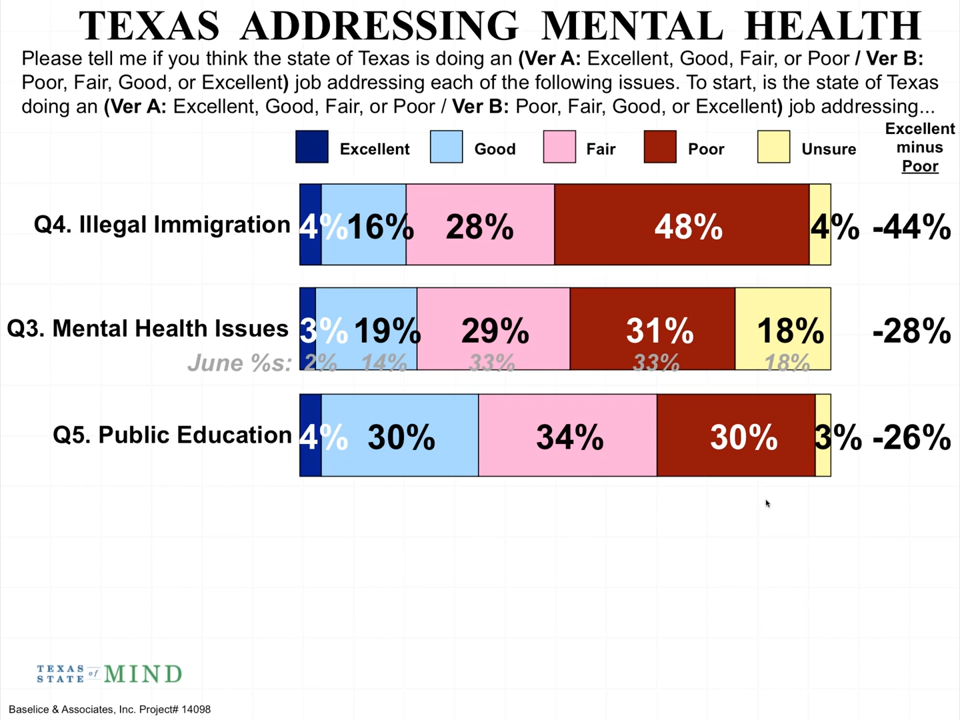 TEXAS ADDRESSING MENTAL HEALTH
Please tell me if you think the state of Texas is doing an (Ver A: Excellent, Good, Fair, or Poor / Ver B:
Poor, Fair, Good, or Excellent) job addressing each of the following issues. To start, is the state of Texas
doing an (Ver A: Excellent, Good, Fair, or Poor / Ver B: Poor, Fair, Good, or Excellent) job addressing...
Excellent Good Fair Poor Unsure
Excellent
minus
Poor
Q4. Illegal Immigration 4% 16% 28% 48% 4% -44%
Q3. Mental Health Issues 3% 19% 29% 31% 18% -28%
June %s: 2% 14% 33% 33% 18%
Q5. Public Education 4% 30% 34% 30% 3% -26%
TEXAS
STATE of MIND
Baselice & Associates, Inc. Project# 14098